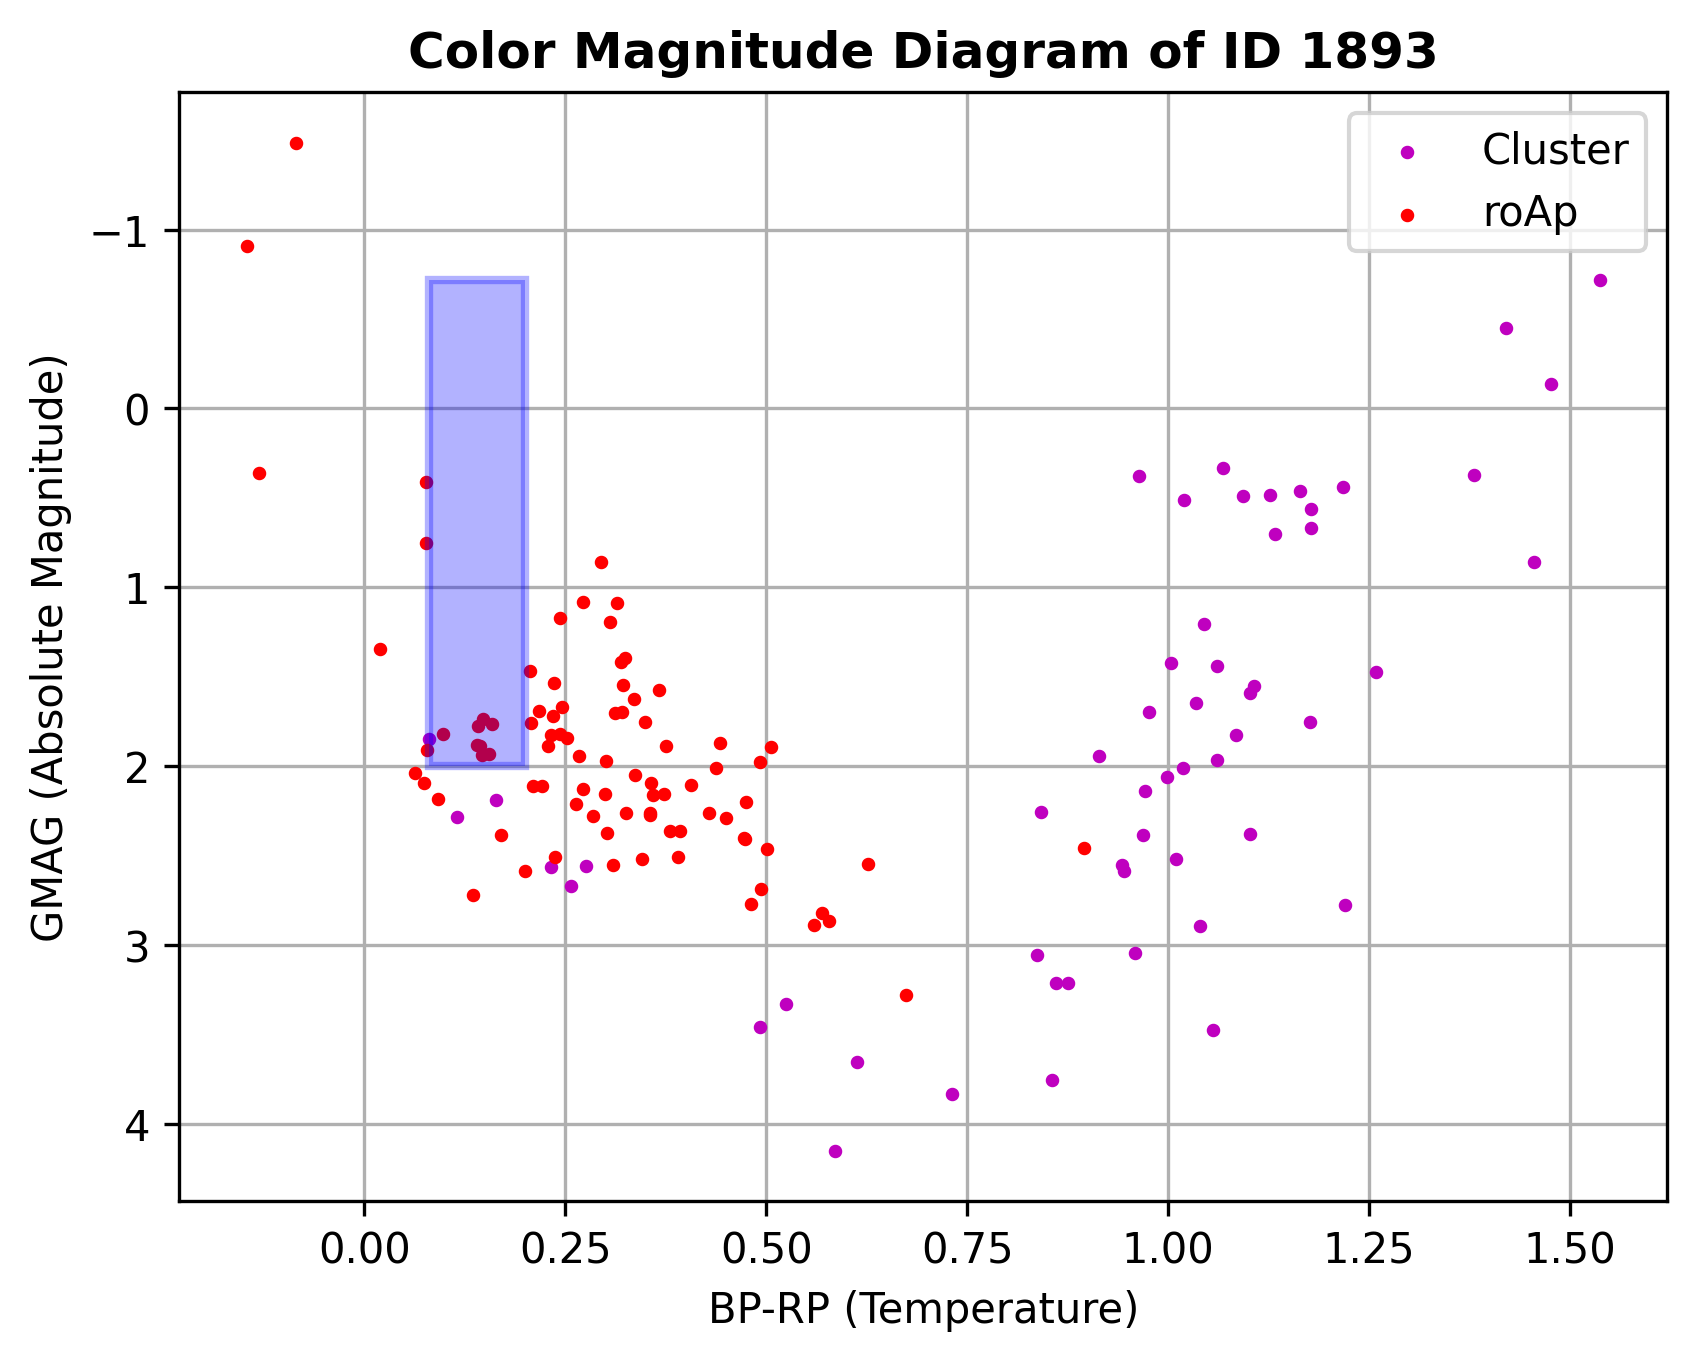 Color Magnitude Diagram of ID 1893
Cluster
roAp
GMAG (Absolute Magnitude)
−1
0
1
2
3
4
0.00 0.25 0.50 0.75 1.00 1.25 1.50
BP-RP (Temperature)